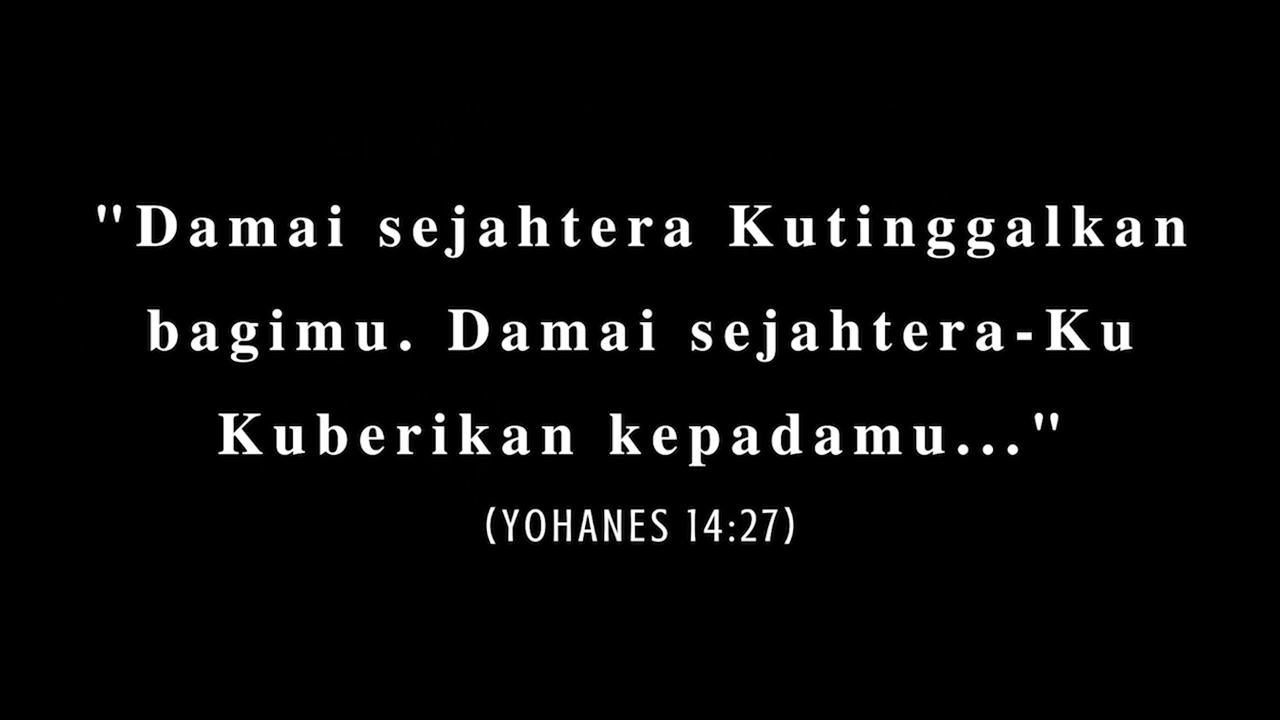 "Damai sejahtera Kutinggalkan
bagimu. Damai sejahtera-Ku
Kuberikan kepadamu..."
(YOHANES 14:27)